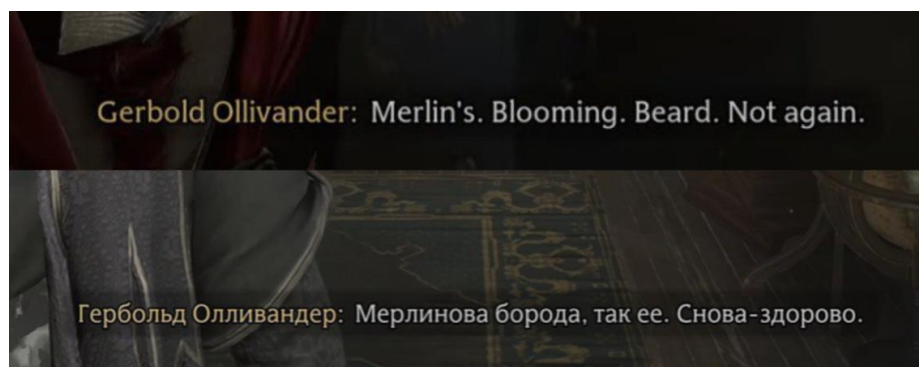 Gerbold Ollivander: Merlin's. Blooming. Beard. Not again.
Гербольд Олливандер: Мерлинова борода, так ее. Снова-здорово.